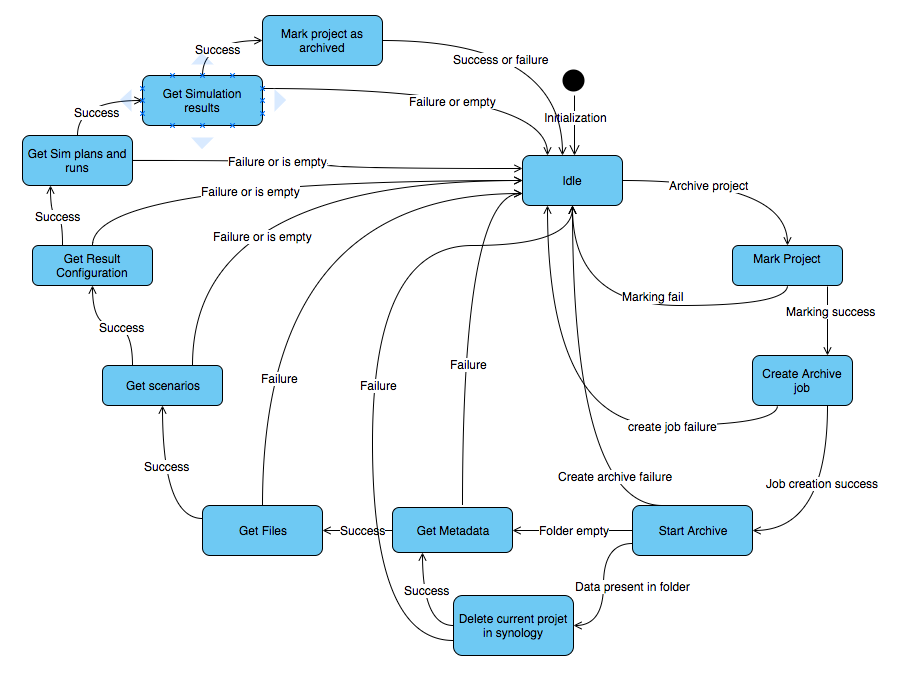 Mark project as
archived
Success
Success or failure
Get Simulation
results
Failure or empty
Success
Initialization
Get Sim plans and
runs
Failure or is empty
Idle
Archive project
Failure or is empty
Success
Failure or is empty
Get Result
Configuration
Mark Project
Marking fail
Marking success
Success
Get scenarios
Failure
Failure
Failure
Create Archive
job
create job failure
Success
Create archive failure
Job creation success
Get Files
Success
Get Metadata
Folder empty
Start Archive
Success
Data present in folder
Delete current projet
in synology